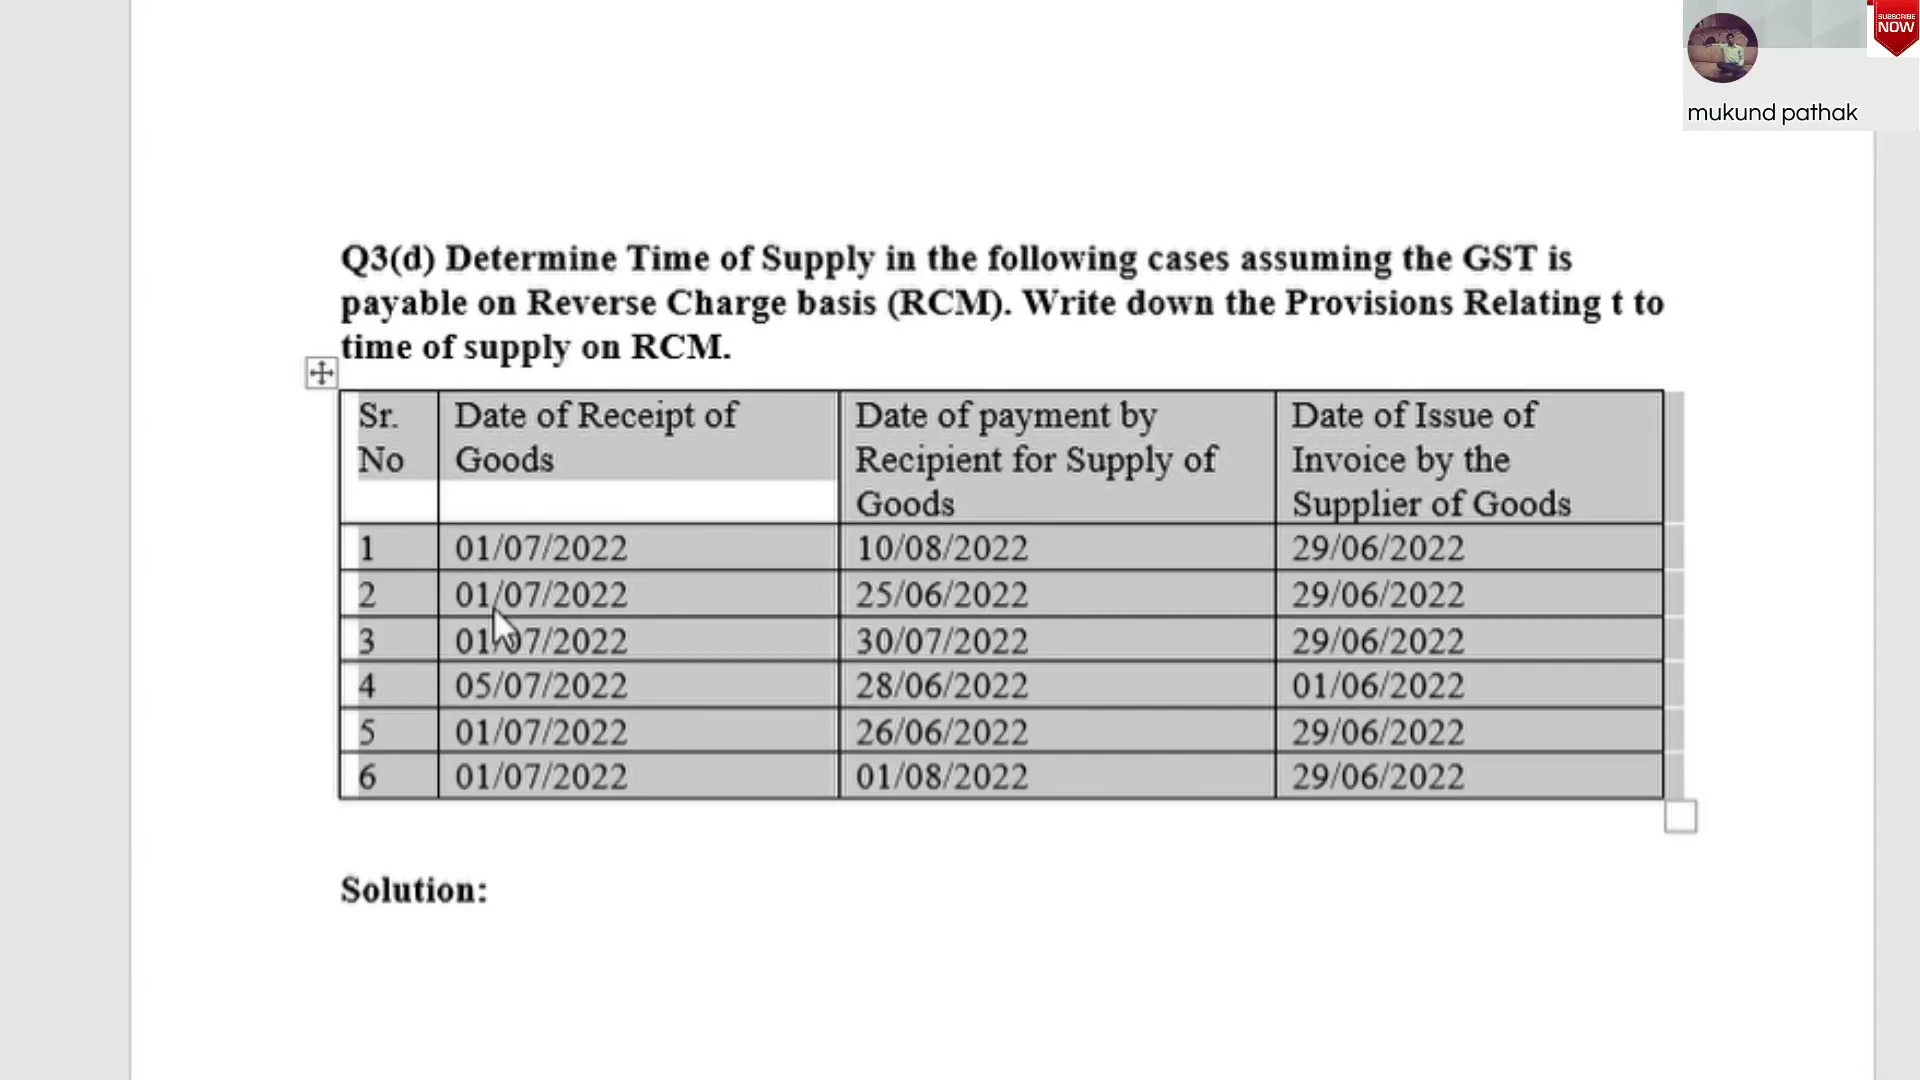 SUBSCRIBE
NOW
mukund pathak
Q3(d) Determine Time of Supply in the following cases assuming the GST is
payable on Reverse Charge basis (RCM). Write down the Provisions Relating t to
time of supply on RCM.
Sr. No | Date of Receipt of Goods | Date of payment by Recipient for Supply of Goods | Date of Issue of Invoice by the Supplier of Goods
1 | 01/07/2022 | 10/08/2022 | 29/06/2022
2 | 01/07/2022 | 25/06/2022 | 29/06/2022
3 | 01/07/2022 | 30/07/2022 | 29/06/2022
4 | 05/07/2022 | 28/06/2022 | 01/06/2022
5 | 01/07/2022 | 26/06/2022 | 29/06/2022
6 | 01/07/2022 | 01/08/2022 | 29/06/2022
Solution: